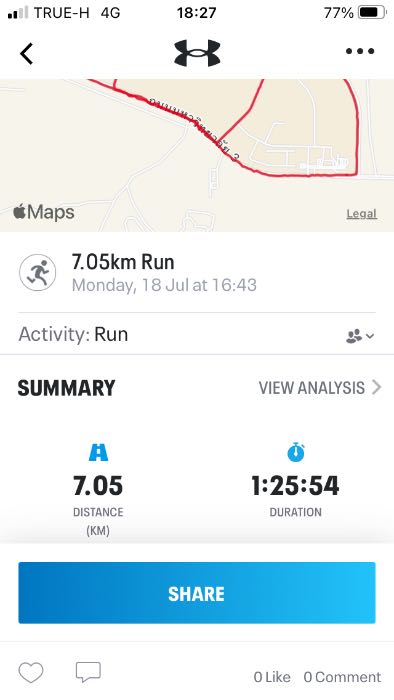 TRUE-H 4G 18:27 77%
Maps
Legal
7.05km Run
Monday, 18 Jul at 16:43
Activity: Run
SUMMARY
VIEW ANALYSIS
7.05
1:25:54
DISTANCE
DURATION
(KM)
SHARE
0 Like 0 Comment